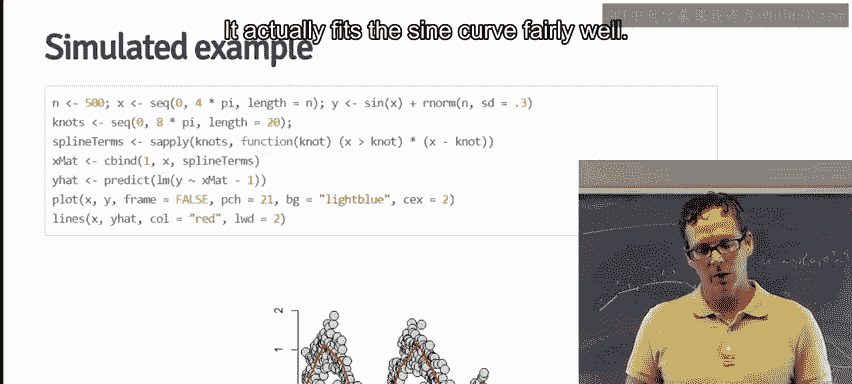 It actually fits the sine curve fairly well.
Simulated example
n <- 500; x <- seq(0, 4 * pi, length = n); y <- sin(x) + rnorm(n, sd = .3)
knots <- seq(0, 8 * pi, length = 20);
splineTerms <- sapply(knots, function(knot) (x > knot) * (x - knot))
xMat <- cbind(1, x, splineTerms)
yhat <- predict(lm(y ~ xMat - 1))
plot(x, y, frame = FALSE, pch = 21, bg = "lightblue", cex = 2)
lines(x, yhat, col = "red", lwd = 2)
2
1